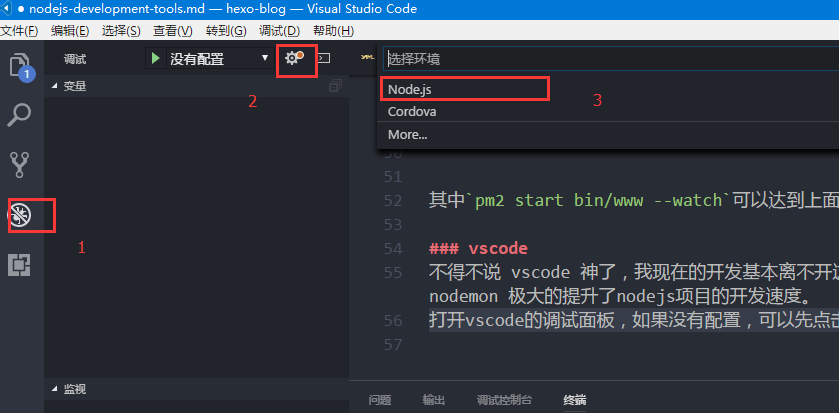 ● nodejs-development-tools.md — hexo-blog — Visual Studio Code
文件(F) 编辑(E) 选择(S) 查看(V) 转到(G) 调试(D) 帮助(H)
调试 没有配置
选择环境
Node.js
Cordova
More...
变量
1
2
3
1
51
52 其中`pm2 start bin/www --watch`可以达到上面
53
54 ### vscode
55 不得不说 vscode 神了，我现在的开发基本离不开
nodemon 极大的提升了nodejs项目的开发速度。
56 打开vscode的调试面板，如果没有配置，可以先点击
57
监视
问题 输出 调试控制台 终端